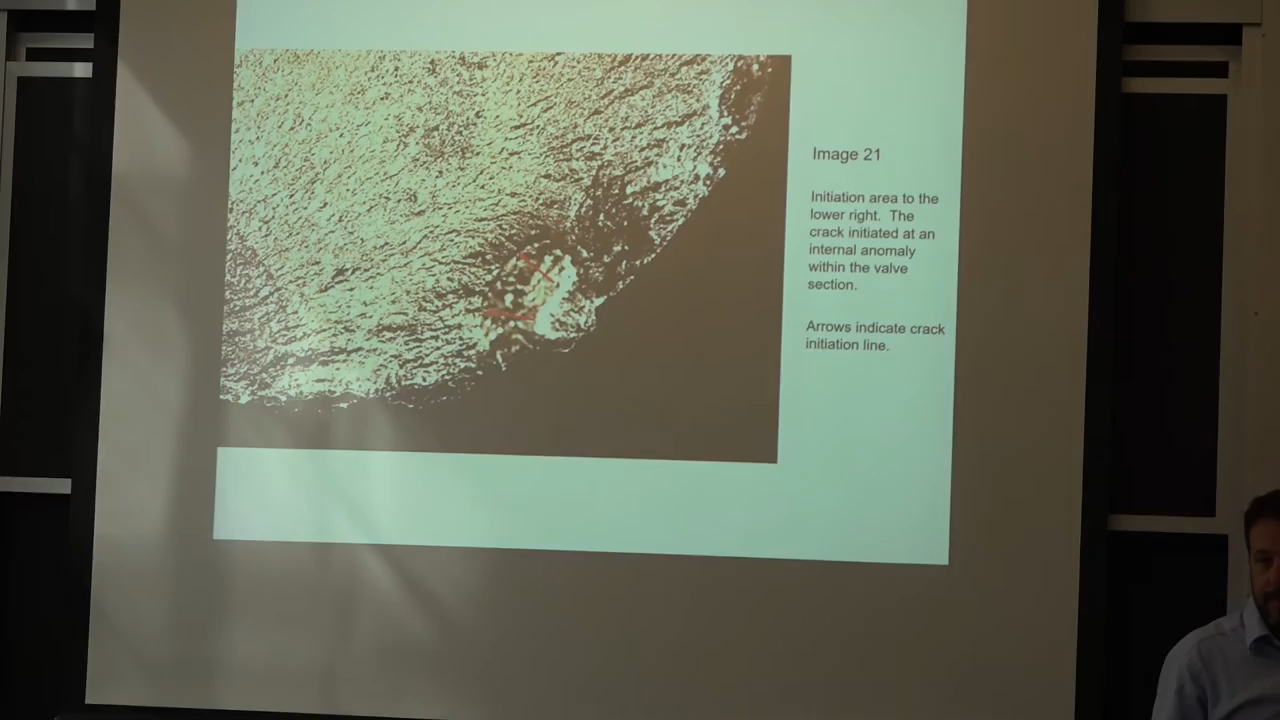 Image 21
Initiation area to the
lower right. The
crack initiated at an
internal anomaly
within the valve
section.
Arrows indicate crack
initiation line.